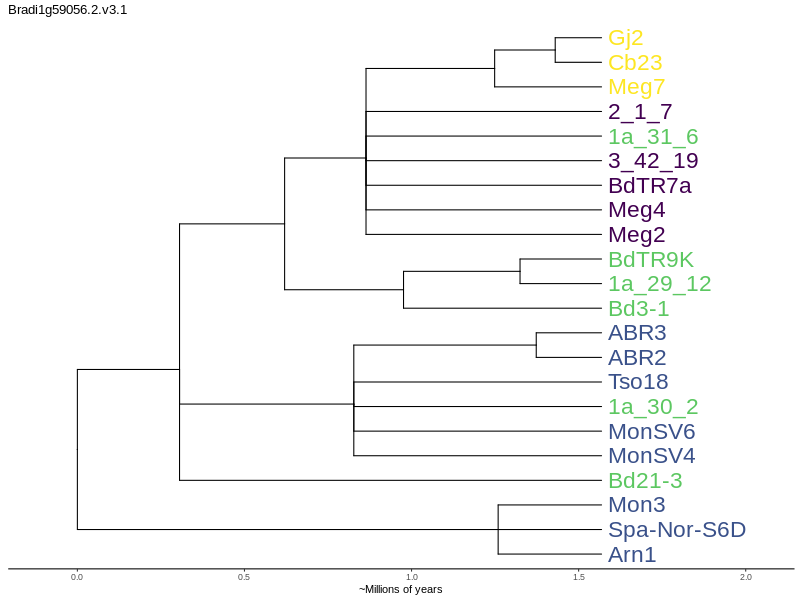 Bradi1g59056.2.v3.1
Gj2
Cb23
Meg7
2_1_7
1a_31_6
3_42_19
BdTR7a
Meg4
Meg2
BdTR9K
1a_29_12
Bd3-1
ABR3
ABR2
Tso18
1a_30_2
MonSV6
MonSV4
Bd21-3
Mon3
Spa-Nor-S6D
Arn1
0.0 0.5 1.0 1.5 2.0
~Millions of years